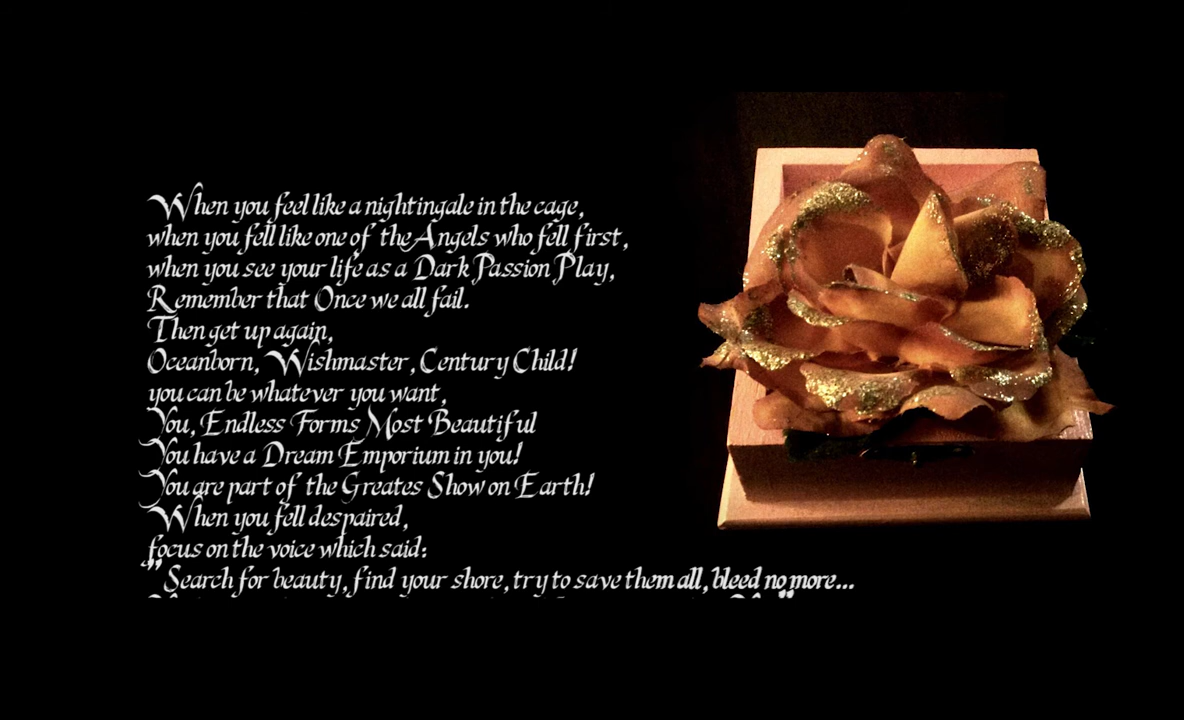 When you feel like a nightingale in the cage,
when you fell like one of the Angels who fell first,
when you see your life as a Dark Passion Play,
Remember that Once we all fail.
Then get up again,
Oceanborn, Wishmaster, Century Child!
you can be whatever you want,
You, Endless Forms Most Beautiful
You have a Dream Emporium in you!
You are part of the Greates Show on Earth!
When you fell despaired,
focus on the voice which said:
"Search for beauty, find your shore, try to save them all, bleed no more...